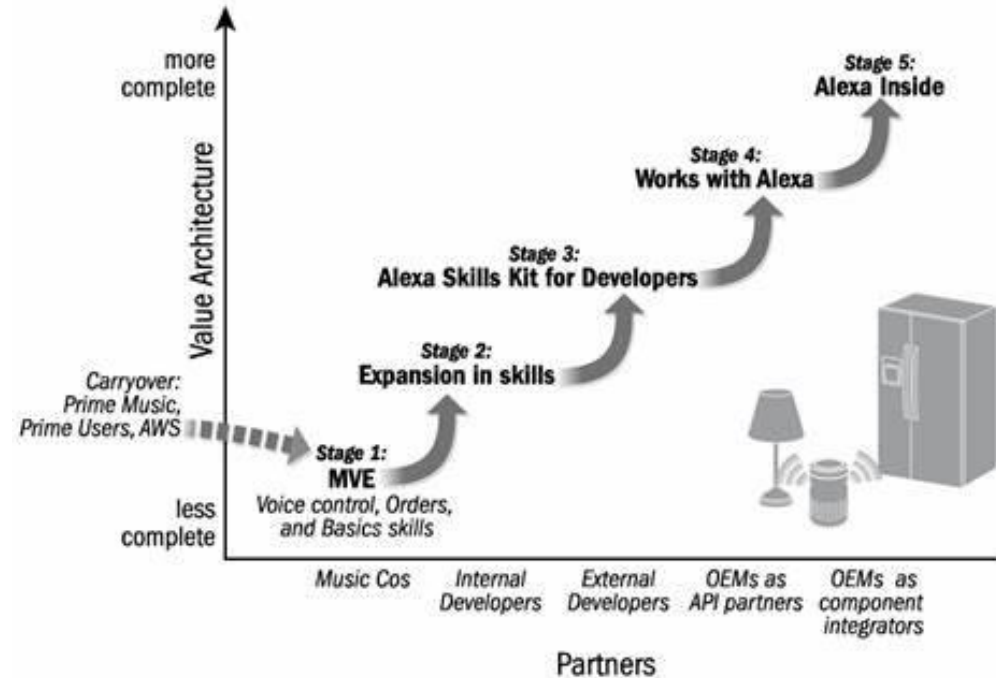 more
complete
Value Architecture
less
complete
Carryover:
Prime Music,
Prime Users, AWS
Stage 1:
MVE
Voice control, Orders,
and Basics skills
Stage 2:
Expansion in skills
Stage 3:
Alexa Skills Kit for Developers
Stage 4:
Works with Alexa
Stage 5:
Alexa Inside
Music Cos
Internal
Developers
External
Developers
OEMs as
API partners
OEMs as
component
integrators
Partners